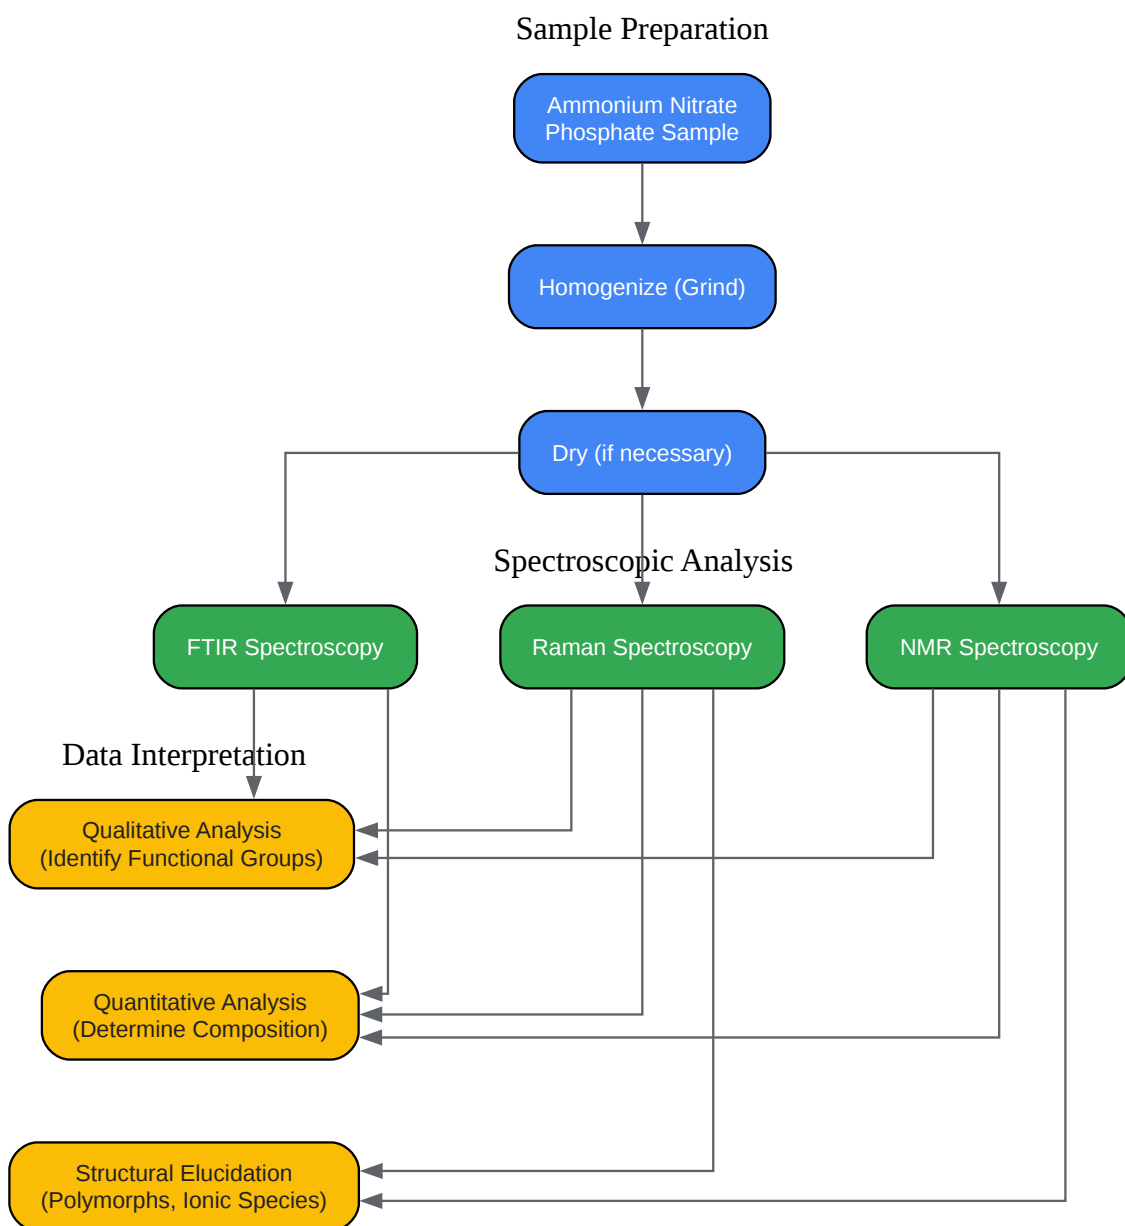 Sample Preparation
Ammonium Nitrate
Phosphate Sample
Homogenize (Grind)
Dry (if necessary)
Spectroscopic Analysis
FTIR Spectroscopy
Raman Spectroscopy
NMR Spectroscopy
Data Interpretation
Qualitative Analysis
(Identify Functional Groups)
Quantitative Analysis
(Determine Composition)
Structural Elucidation
(Polymorphs, Ionic Species)